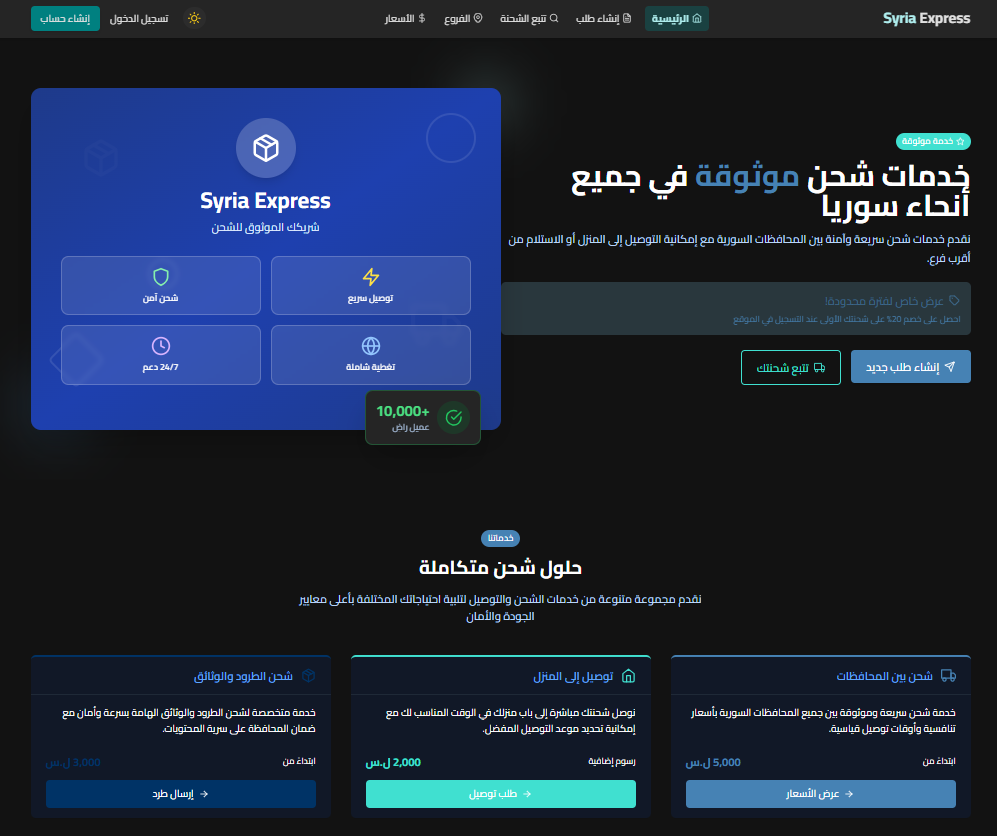 Syria Express
الرئيسية
إنشاء طلب
تتبع الشحنة
الفروع
الأسعار
تسجيل الدخول
إنشاء حساب
خدمة موثوقة
خدمات شحن موثوقة في جميع
أنحاء سوريا
نقدم خدمات شحن سريعة وآمنة بين المحافظات السورية مع إمكانية التوصيل إلى المنزل أو الاستلام من
أقرب فرع.
عرض خاص لفترة محدودة!
احصل على خصم 20% على شحنتك الأولى عند التسجيل في الموقع
إنشاء طلب جديد
تتبع شحنتك
Syria Express
شريكك الموثوق للشحن
توصيل سريع
شحن آمن
تغطية شاملة
24/7 دعم
10,000+
عميل راضٍ
خدماتنا
حلول شحن متكاملة
نقدم مجموعة متنوعة من خدمات الشحن والتوصيل لتلبية احتياجاتك المختلفة بأعلى معايير
الجودة والأمان
شحن بين المحافظات
خدمة شحن سريعة وموثوقة بين جميع المحافظات السورية بأسعار
تنافسية وأوقات توصيل قياسية.
ابتداءً من
5,000 ل.س
عرض الأسعار
توصيل إلى المنزل
نوصل شحنتك مباشرة إلى باب منزلك في الوقت المناسب لك مع
إمكانية تحديد موعد التوصيل المفضل.
رسوم إضافية
2,000 ل.س
طلب توصيل
شحن الطرود والوثائق
خدمة متخصصة لشحن الطرود والوثائق الهامة بسرعة وأمان مع
ضمان المحافظة على سرية المحتويات.
ابتداءً من
3,000 ل.س
إرسال طرد